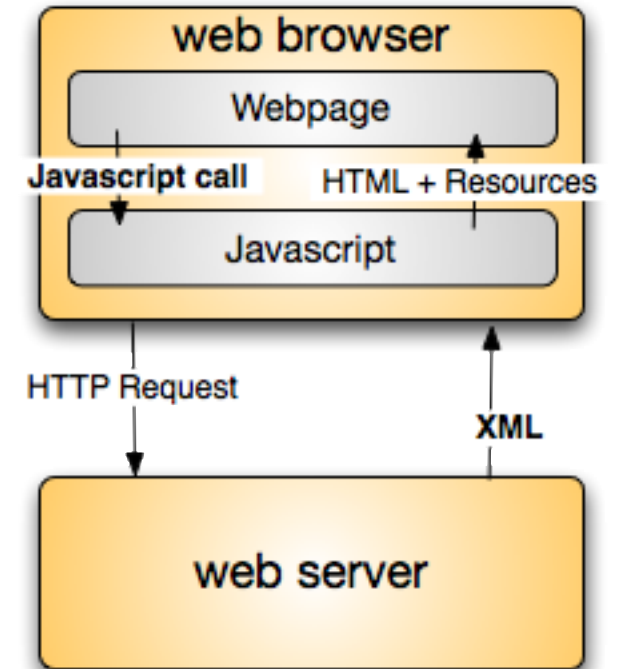 web browser
Webpage
Javascript call
HTML + Resources
Javascript
HTTP Request
XML
web server